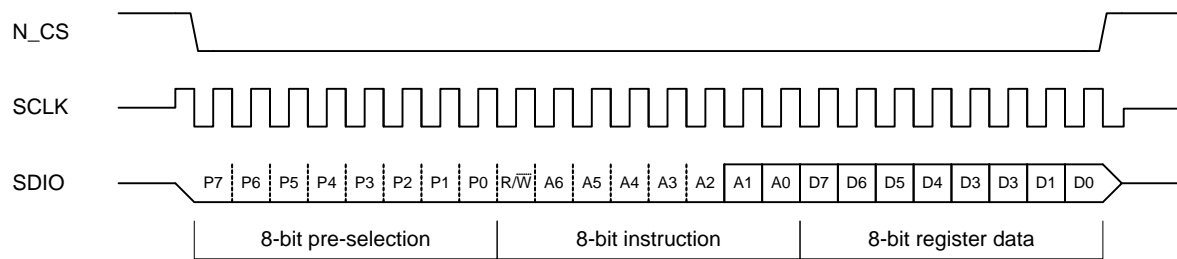 N_CS
SCLK
SDIO P7 P6 P5 P4 P3 P2 P1 P0 R/W̅ A6 A5 A4 A3 A2 A1 A0 D7 D6 D5 D4 D3 D3 D1 D0
8-bit pre-selection 8-bit instruction 8-bit register data